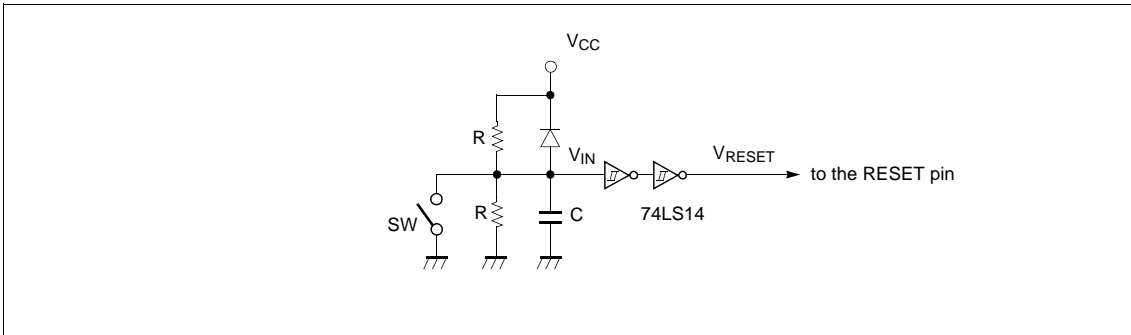 VCC
R
VIN
VRESET
to the RESET pin
SW
R
C
74LS14